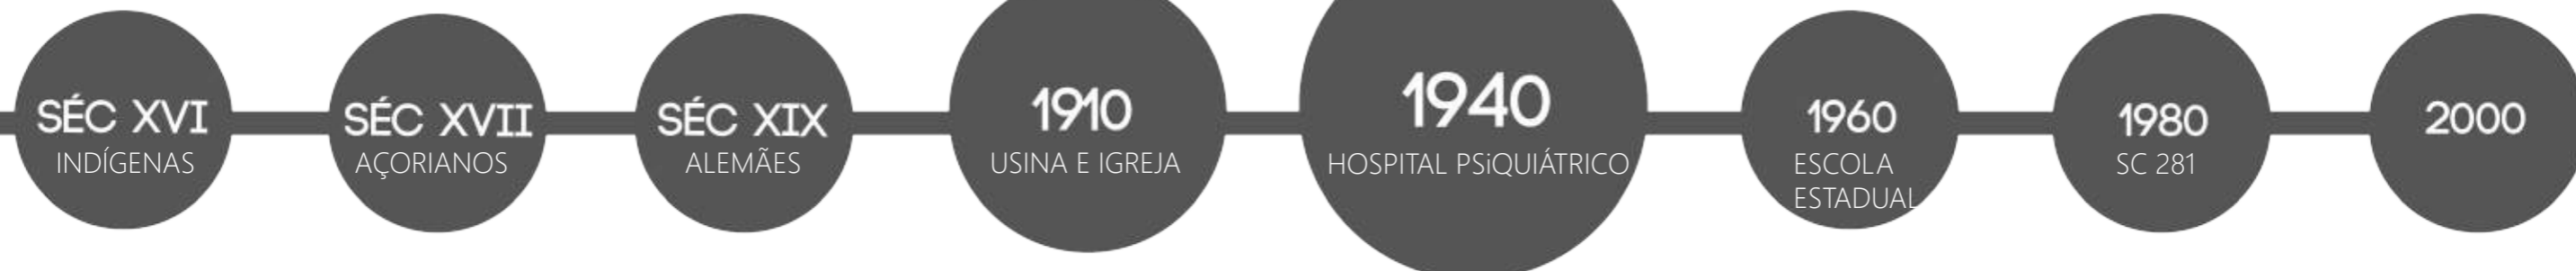 SÉC XVI
INDÍGENAS
SÉC XVII
AÇORIANOS
SÉC XIX
ALEMÃES
1910
USINA E IGREJA
1940
HOSPITAL PSiQUIÁTRICO
1960
ESCOLA
ESTADUAL
1980
SC 281
2000